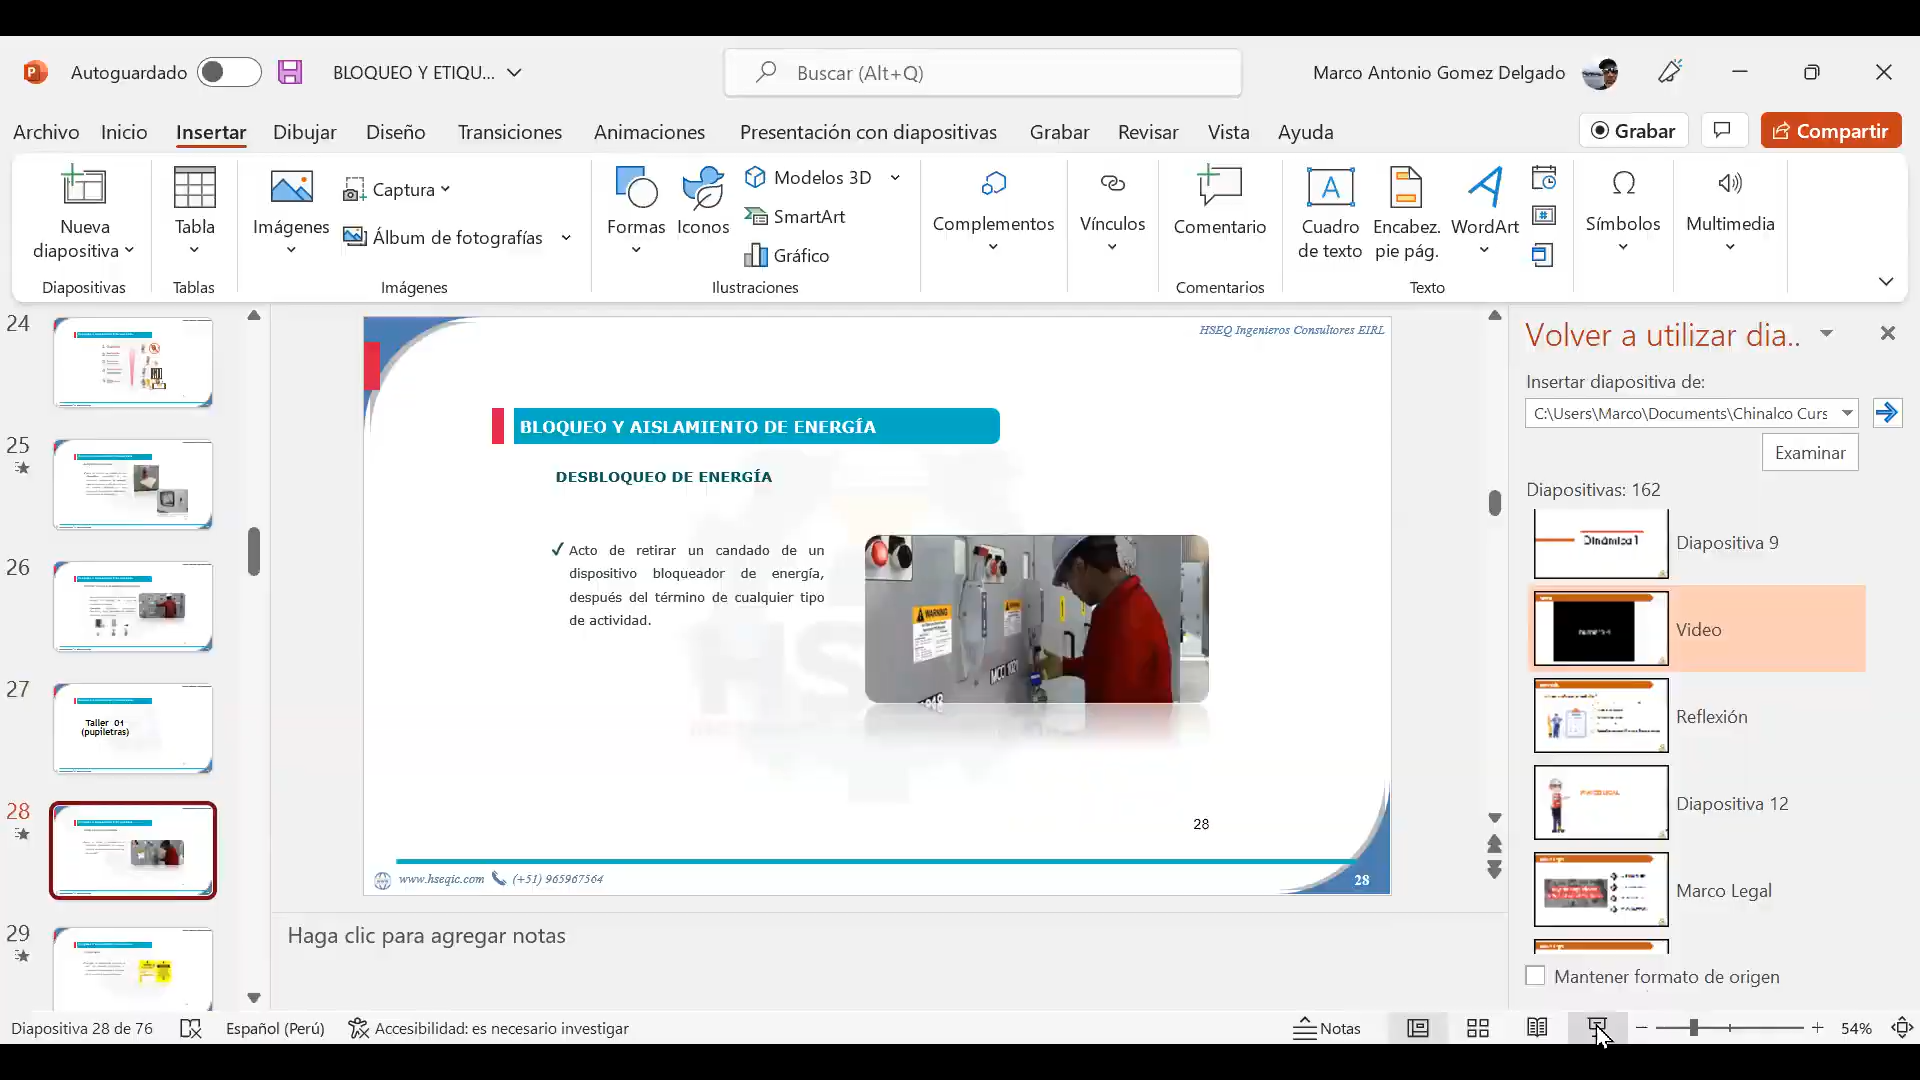 Autoguardado
BLOQUEO Y ETIQU...
Buscar (Alt+Q)
Marco Antonio Gomez Delgado
Archivo Inicio Insertar Dibujar Diseño Transiciones Animaciones Presentación con diapositivas Grabar Revisar Vista Ayuda
Grabar
Compartir
Nueva
diapositiva
Tabla
Imágenes
Captura
Álbum de fotografías
Formas
Iconos
Modelos 3D
SmartArt
Gráfico
Complementos
Vínculos
Comentario
Cuadro
de texto
Encabez.
pie pág.
WordArt
Símbolos
Multimedia
Diapositivas
Tablas
Imágenes
Ilustraciones
Comentarios
Texto
24
25
26
27
Taller 01
(pupiletras)
28
29
HSEQ Ingenieros Consultores EIRL
BLOQUEO Y AISLAMIENTO DE ENERGÍA
DESBLOQUEO DE ENERGÍA
✓ Acto de retirar un candado de un
dispositivo bloqueador de energía,
después del término de cualquier tipo
de actividad.
WARNING
MCC 1021
28
www.hseqic.com (+51) 965967564
28
Haga clic para agregar notas
Volver a utilizar dia..
Insertar diapositiva de:
C:\Users\Marco\Documents\Chinalco Curs
Examinar
Diapositivas: 162
Dinámica 1
Diapositiva 9
Video
Reflexión
Diapositiva 12
Marco Legal
Mantener formato de origen
Diapositiva 28 de 76
Español (Perú)
Accesibilidad: es necesario investigar
Notas
54%